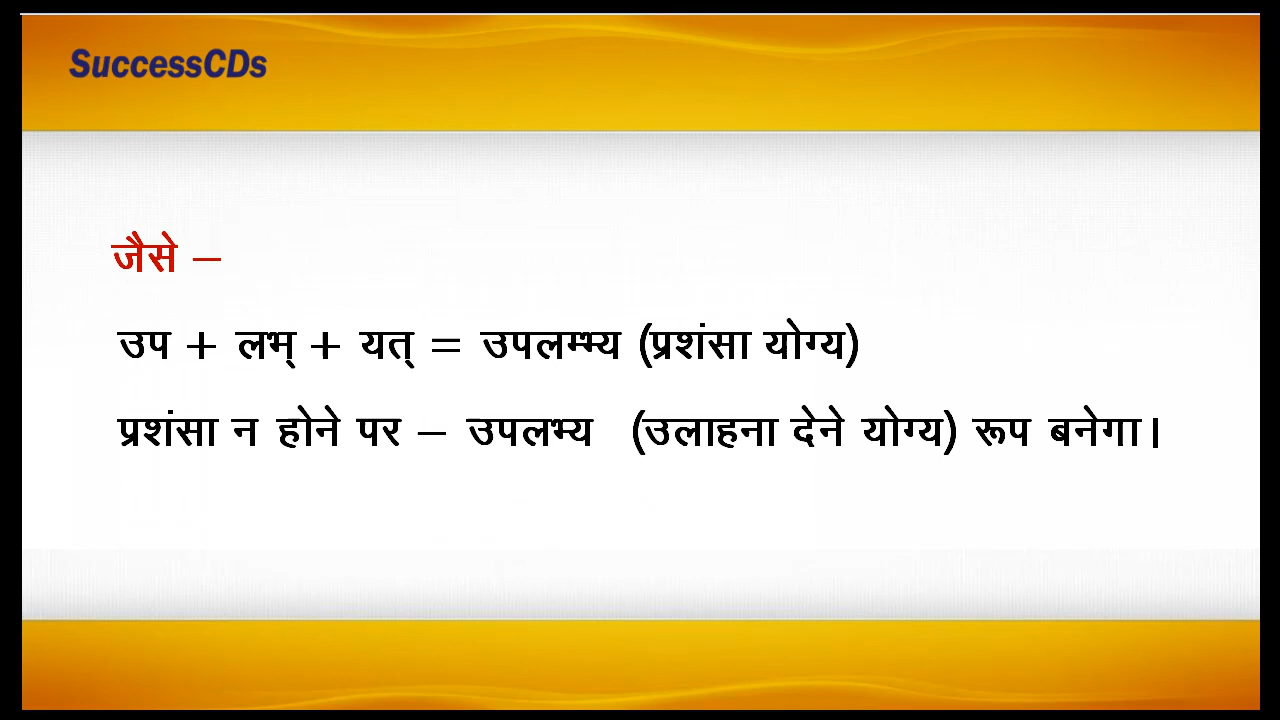 SuccessCDs
जैसे –
उप + लभ् + यत् = उपलम्भ्य (प्रशंसा योग्य)
प्रशंसा न होने पर – उपलभ्य (उलाहना देने योग्य) रूप बनेगा।